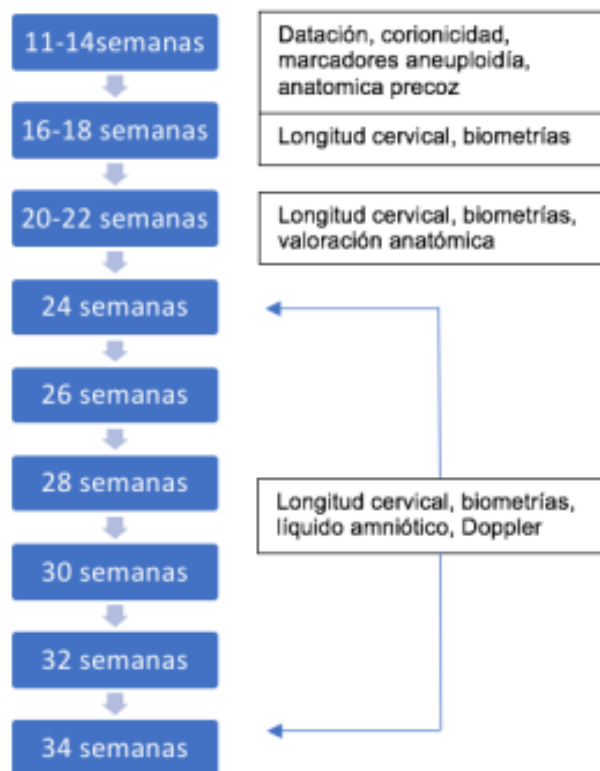 11-14semanas
Datación, corionicidad,
marcadores aneuploidía,
anatomica precoz
16-18 semanas
Longitud cervical, biometrías
20-22 semanas
Longitud cervical, biometrías,
valoración anatómica
24 semanas
26 semanas
28 semanas
Longitud cervical, biometrías,
líquido amniótico, Doppler
30 semanas
32 semanas
34 semanas